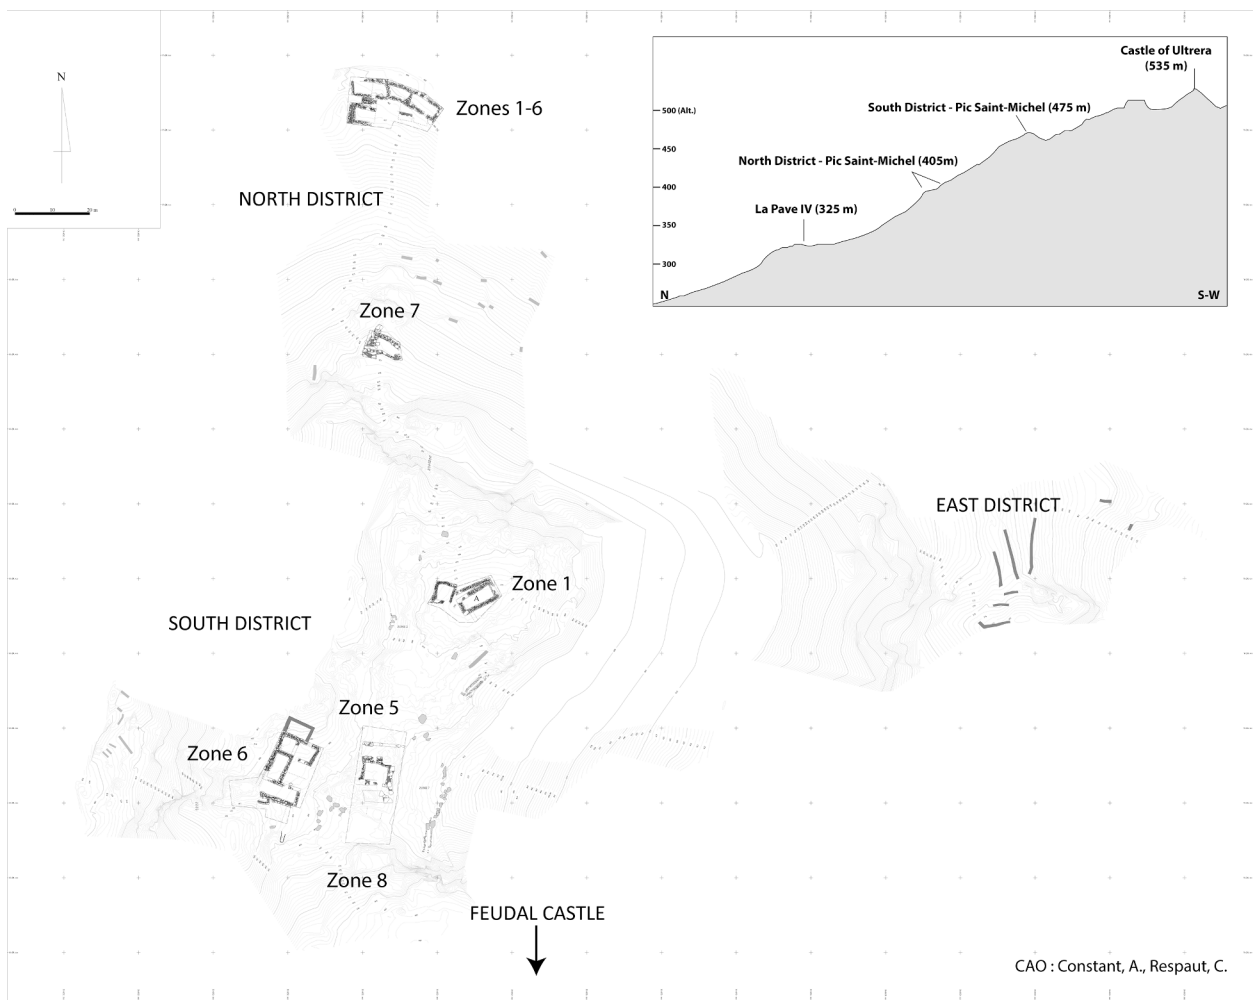 N
0 10 20 m
Zones 1-6
NORTH DISTRICT
Zone 7
Castle of Ultrera
(535 m)
South District - Pic Saint-Michel (475 m)
500 (Alt.)
450
North District - Pic Saint-Michel (405m)
400
La Pave IV (325 m)
350
300
N
S-W
EAST DISTRICT
Zone 1
A
SOUTH DISTRICT
Zone 5
Zone 6
Zone 8
FEUDAL CASTLE
CAO : Constant, A., Respaut, C.